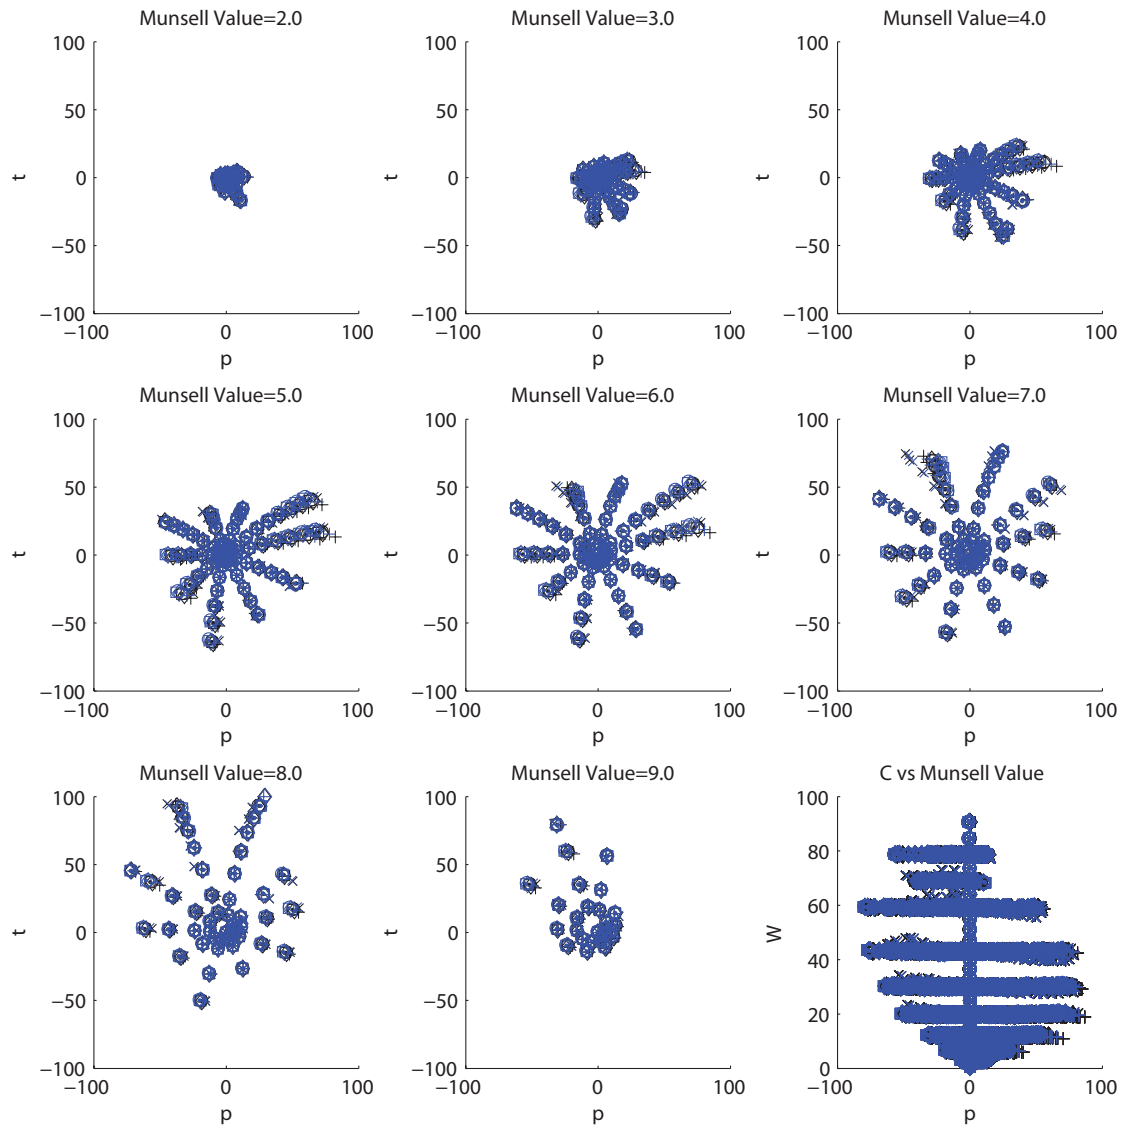 Munsell Value=2.0 Munsell Value=3.0 Munsell Value=4.0
100 100 100
50 50 50
t 0 t 0 t 0
−50 −50 −50
−100 −100 −100
−100 0 100 −100 0 100 −100 0 100
p p p
Munsell Value=5.0 Munsell Value=6.0 Munsell Value=7.0
100 100 100
50 50 50
t 0 t 0 t 0
−50 −50 −50
−100 −100 −100
−100 0 100 −100 0 100 −100 0 100
p p p
Munsell Value=8.0 Munsell Value=9.0 C vs Munsell Value
100 100 100
80
50 50
60
t 0 t 0 W
40
−50 −50
20
−100 −100 0
−100 0 100 −100 0 100 −100 0 100
p p p